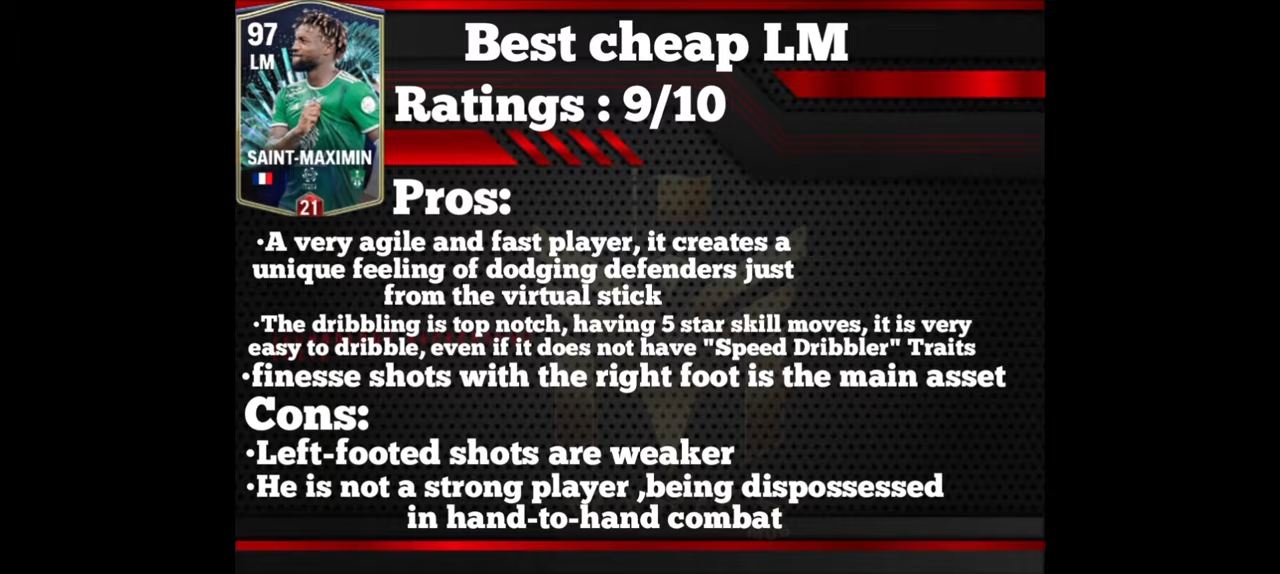 97
LM
SAINT-MAXIMIN
21
Best cheap LM
Ratings : 9/10
Pros:
•A very agile and fast player, it creates a
unique feeling of dodging defenders just
from the virtual stick
•The dribbling is top notch, having 5 star skill moves, it is very
easy to dribble, even if it does not have "Speed Dribbler" Traits
•finesse shots with the right foot is the main asset
Cons:
•Left-footed shots are weaker
•He is not a strong player ,being dispossessed
in hand-to-hand combat